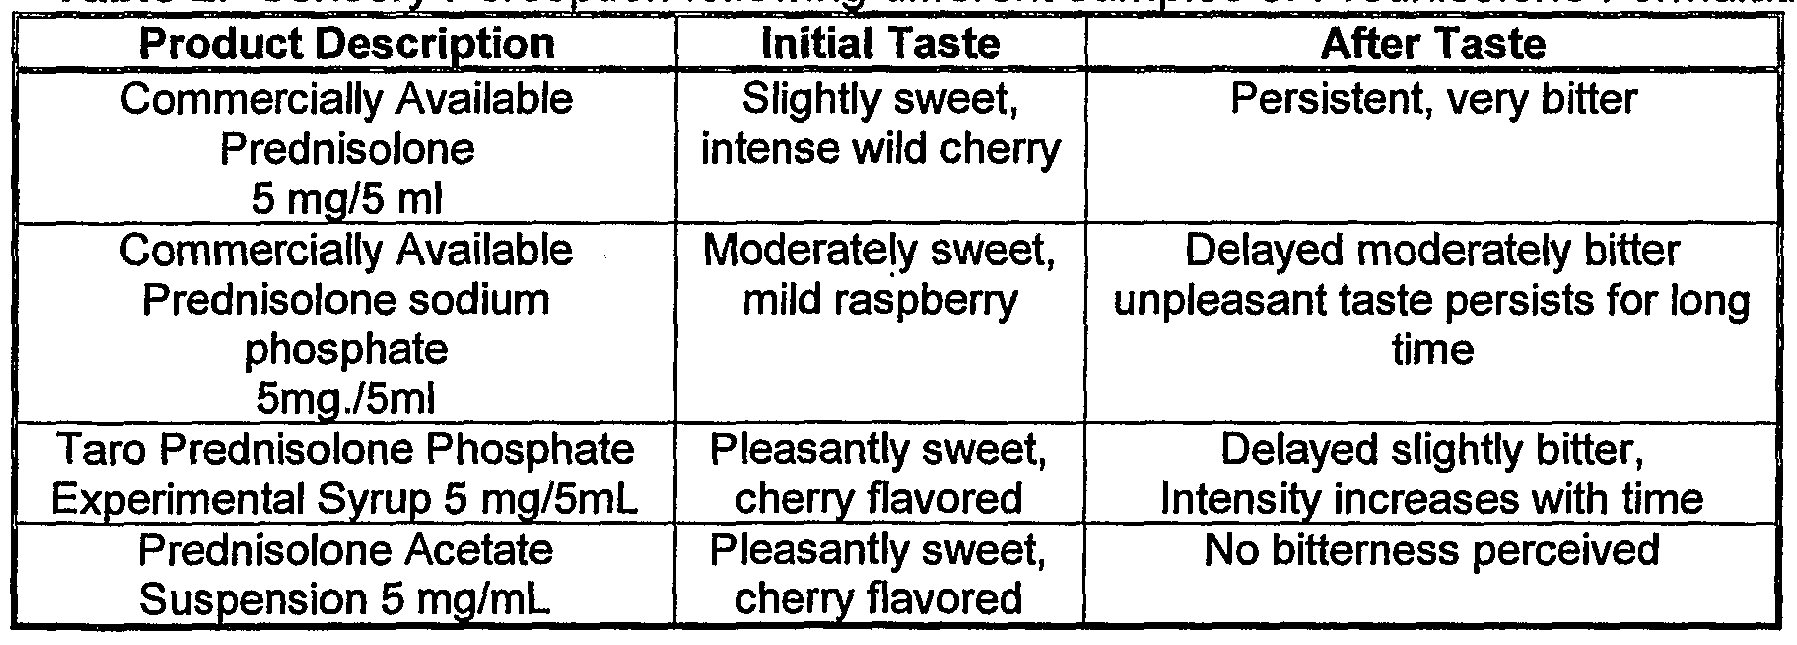 Product Description
Initial Taste
After Taste
Commercially Available
Prednisolone
5 mg/5 ml
Slightly sweet,
intense wild cherry
Persistent, very bitter
Commercially Available
Prednisolone sodium
phosphate
5mg./5ml
Moderately sweet,
mild raspberry
Delayed moderately bitter
unpleasant taste persists for long
time
Taro Prednisolone Phosphate
Experimental Syrup 5 mg/5mL
Pleasantly sweet,
cherry flavored
Delayed slightly bitter,
Intensity increases with time
Prednisolone Acetate
Suspension 5 mg/mL
Pleasantly sweet,
cherry flavored
No bitterness perceived